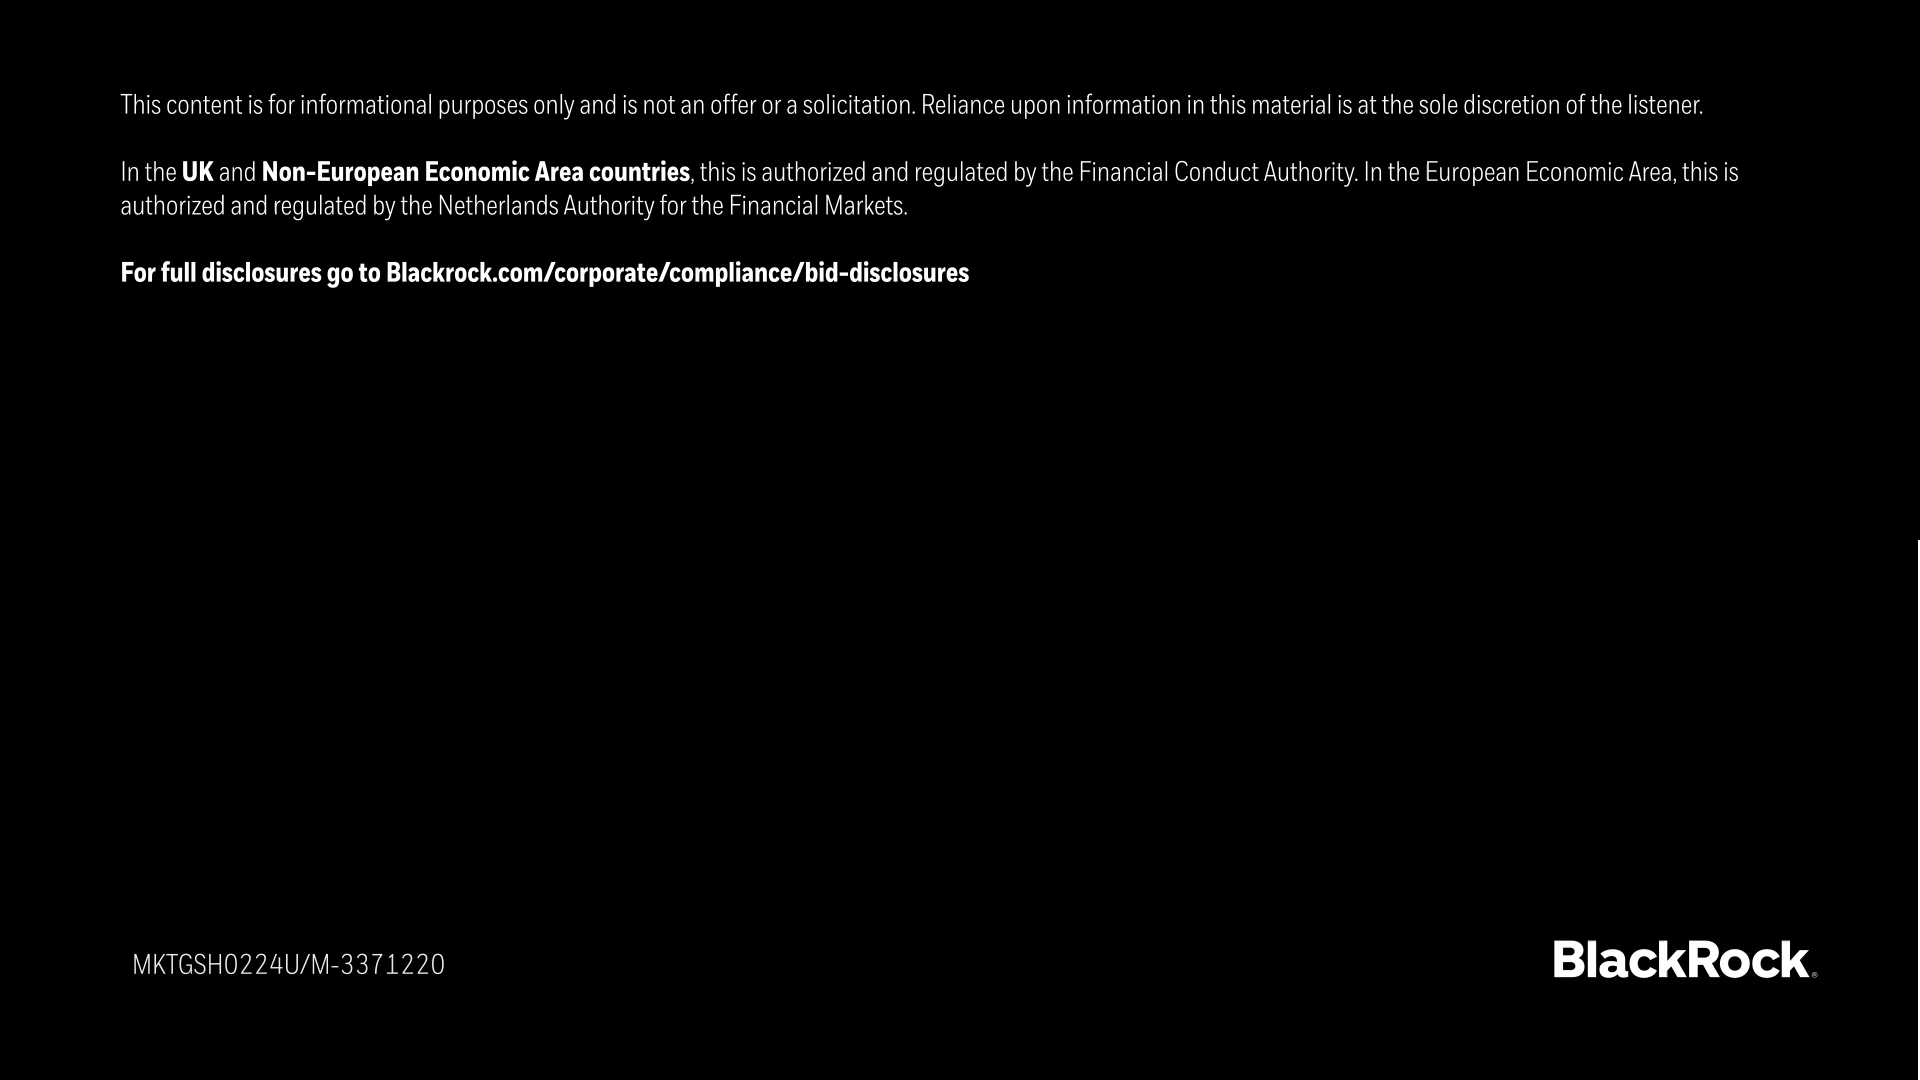 This content is for informational purposes only and is not an offer or a solicitation. Reliance upon information in this material is at the sole discretion of the listener.
In the UK and Non-European Economic Area countries, this is authorized and regulated by the Financial Conduct Authority. In the European Economic Area, this is
authorized and regulated by the Netherlands Authority for the Financial Markets.
For full disclosures go to Blackrock.com/corporate/compliance/bid-disclosures
MKTGSH0224U/M-3371220
BlackRock®